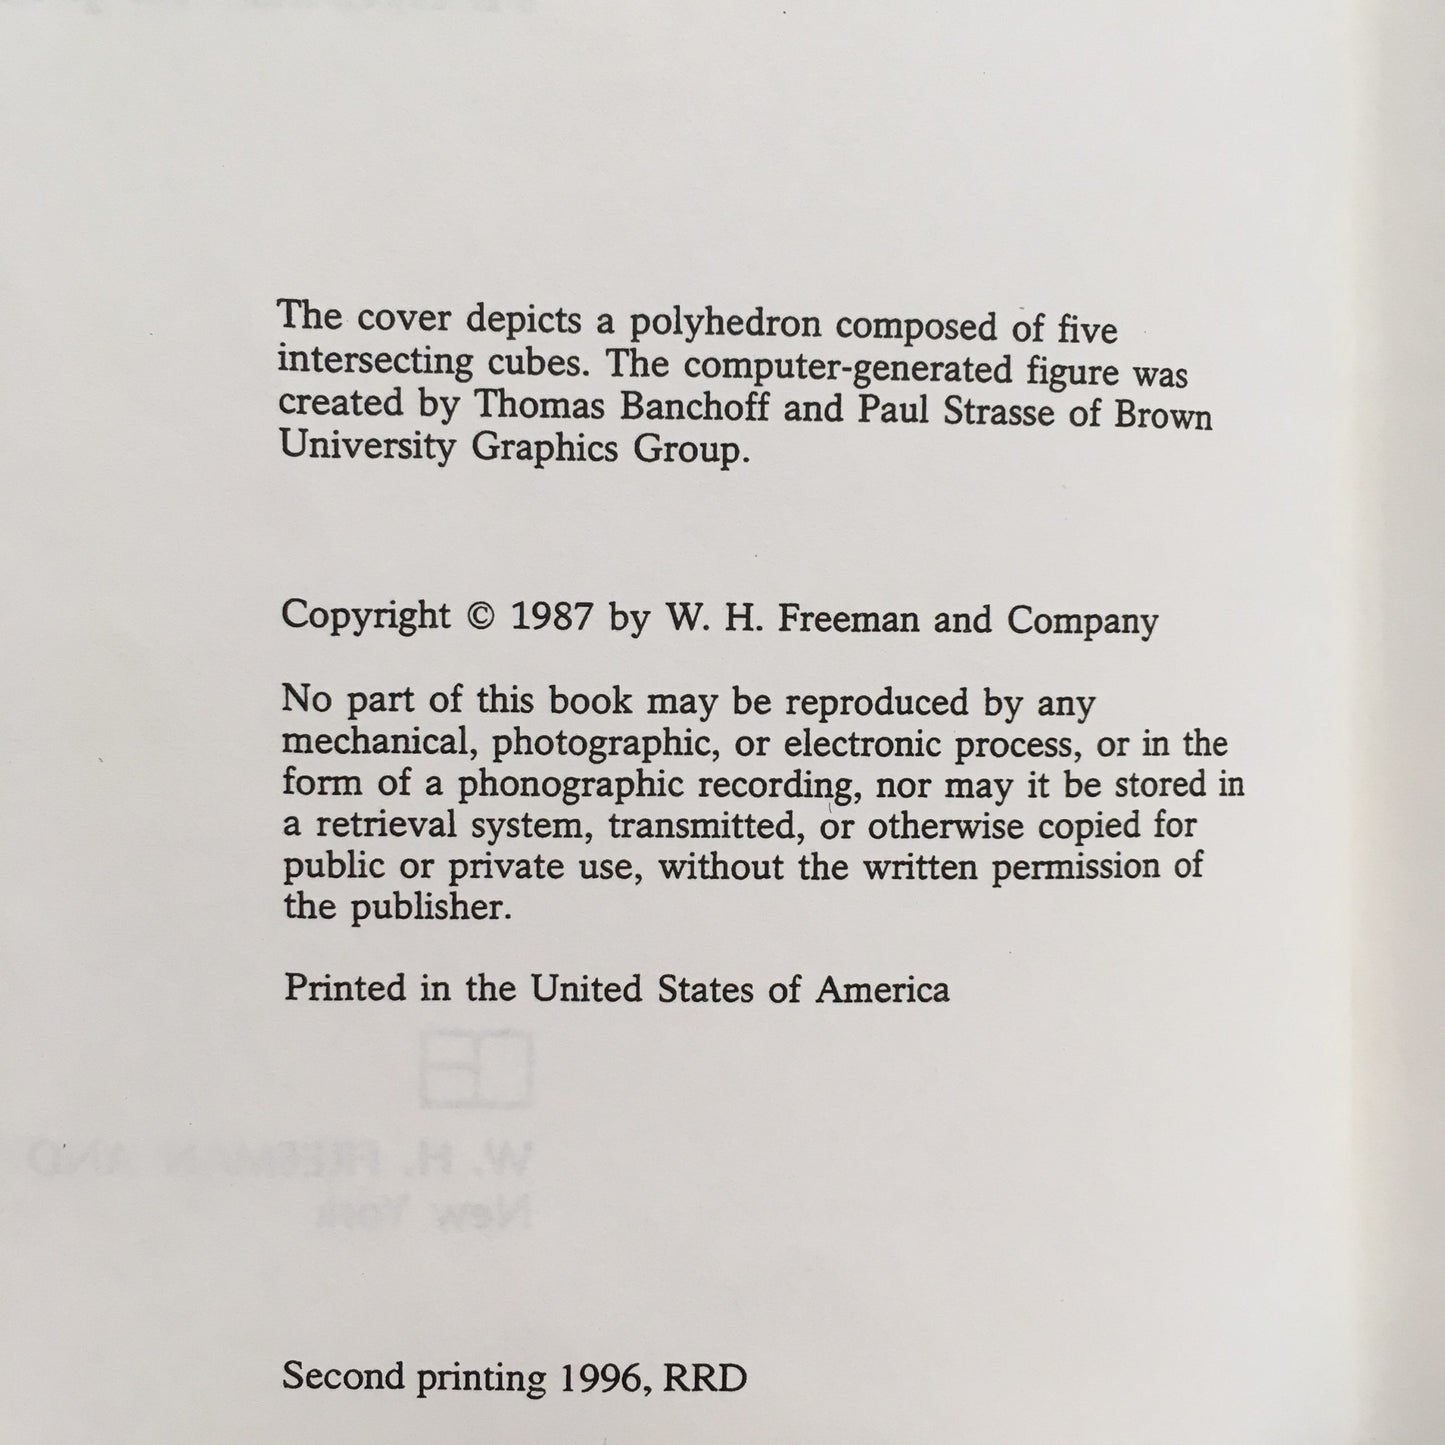 The cover depicts a polyhedron composed of five
intersecting cubes. The computer-generated figure was
created by Thomas Banchoff and Paul Strasse of Brown
University Graphics Group.
Copyright © 1987 by W. H. Freeman and Company
No part of this book may be reproduced by any
mechanical, photographic, or electronic process, or in the
form of a phonographic recording, nor may it be stored in
a retrieval system, transmitted, or otherwise copied for
public or private use, without the written permission of
the publisher.
Printed in the United States of America
W. H. FREEMAN AND
New York
Second printing 1996, RRD